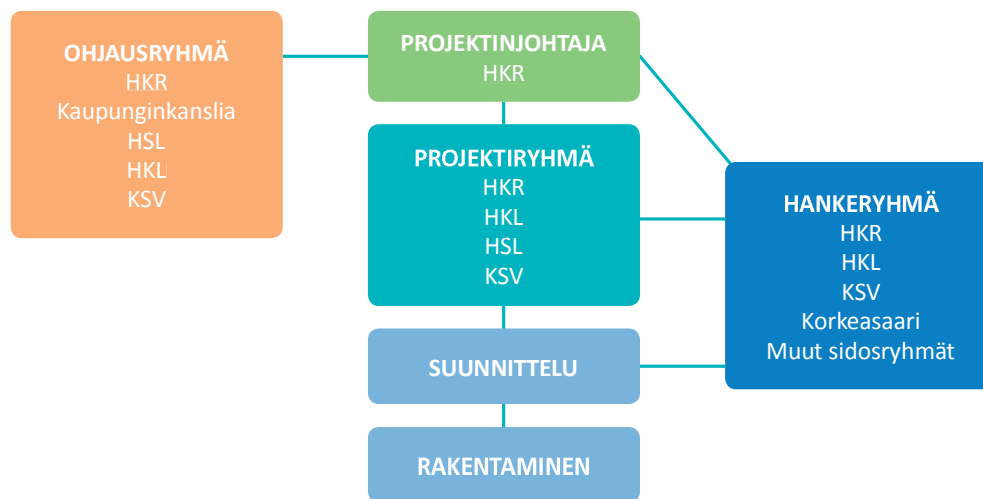 OHJAUSRYHMÄ
HKR
Kaupunginkanslia
HSL
HKL
KSV
PROJEKTINJOHTAJA
HKR
PROJEKTIRYHMÄ
HKR
HKL
HSL
KSV
HANKERYHMÄ
HKR
HKL
KSV
Korkeasaari
Muut sidosryhmät
SUUNNITTELU
RAKENTAMINEN